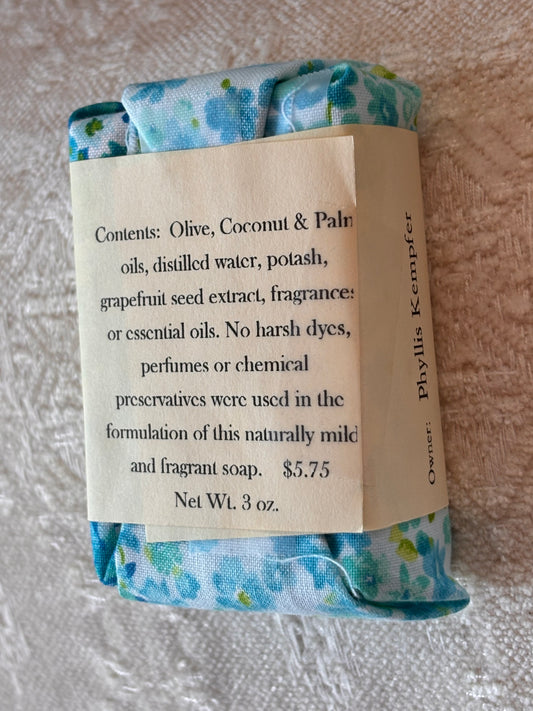 Contents: Olive, Coconut & Palm
oils, distilled water, potash,
grapefruit seed extract, fragrances
or essential oils. No harsh dyes,
perfumes or chemical
preservatives were used in the
formulation of this naturally mild
and fragrant soap. $5.75
Net Wt. 3 oz.
Owner: Phyllis Kempfer